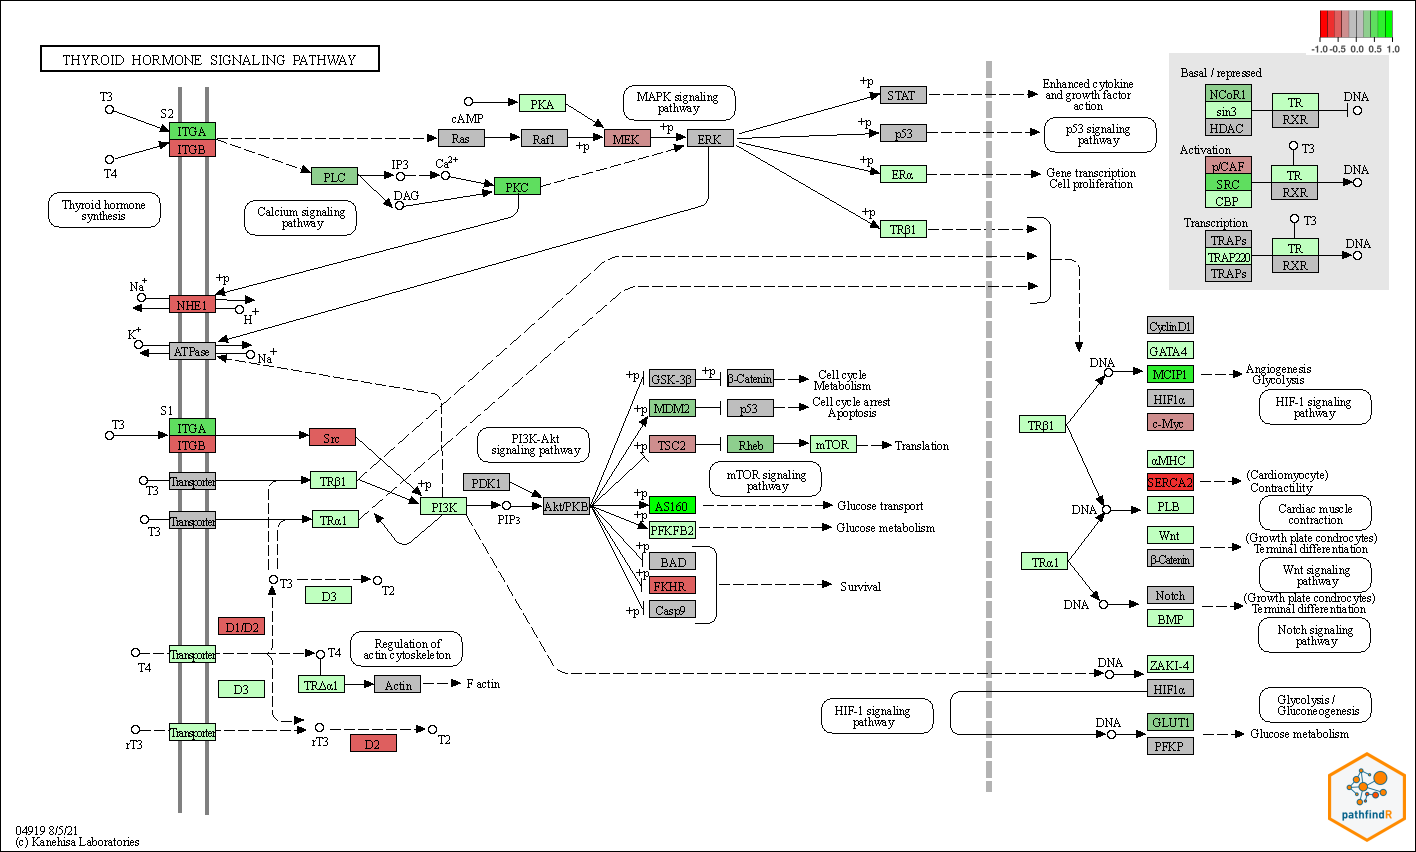 -1.0 -0.5 0.0 0.5 1.0
THYROID HORMONE SIGNALING PATHWAY
T3
S2
ITGA
ITGB
T4
Thyroid hormone
synthesis
cAMP
PKA
MAPK signaling
pathway
Ras
Raf1
+p
MEK
+p
ERK
PLC
IP3
Ca2+
DAG
PKC
Calcium signaling
pathway
+p
STAT
Enhanced cytokine
and growth factor
action
+p
p53
p53 signaling
pathway
+p
ERα
Gene transcription
Cell proliferation
+p
TRβ1
Basal / repressed
NCoR1
sin3
HDAC
TR
RXR
DNA
Activation
p/CAF
SRC
CBP
T3
TR
RXR
DNA
Transcription
TRAPs
TRAP220
TRAPs
T3
TR
RXR
DNA
Na+
+p
NHE1
H+
K+
ATPase
Na+
S1
T3
ITGA
ITGB
Src
Transporter
T3
TRβ1
Transporter
T3
TRα1
+p
PI3K
PI3K-Akt
signaling pathway
PDK1
PIP3
Akt/PKB
+p
GSK-3β
+p
β-Catenin
Cell cycle
Metabolism
+p
MDM2
p53
Cell cycle arrest
Apoptosis
+p
TSC2
Rheb
mTOR
Translation
mTOR signaling
pathway
+p
AS160
Glucose transport
+p
PFKFB2
Glucose metabolism
+p
BAD
+p
FKHR
Survival
+p
Casp9
T3
T2
D3
D1/D2
Transporter
T4
T4
Regulation of
actin cytoskeleton
D3
TRΔα1
Actin
F actin
Transporter
rT3
rT3
D2
T2
TRβ1
DNA
CyclinD1
GATA4
MCIP1
Angiogenesis
Glycolysis
HIF1α
c-Myc
HIF-1 signaling
pathway
DNA
αMHC
SERCA2
PLB
(Cardiomyocyte)
Contractility
Cardiac muscle
contraction
TRα1
Wnt
β-Catenin
(Growth plate condrocytes)
Terminal differentiation
Wnt signaling
pathway
DNA
Notch
BMP
(Growth plate condrocytes)
Terminal differentiation
Notch signaling
pathway
DNA
ZAKI-4
HIF1α
HIF-1 signaling
pathway
Glycolysis /
Gluconeogenesis
DNA
GLUT1
PFKP
Glucose metabolism
pathfindR
04919 8/5/21
(c) Kanehisa Laboratories